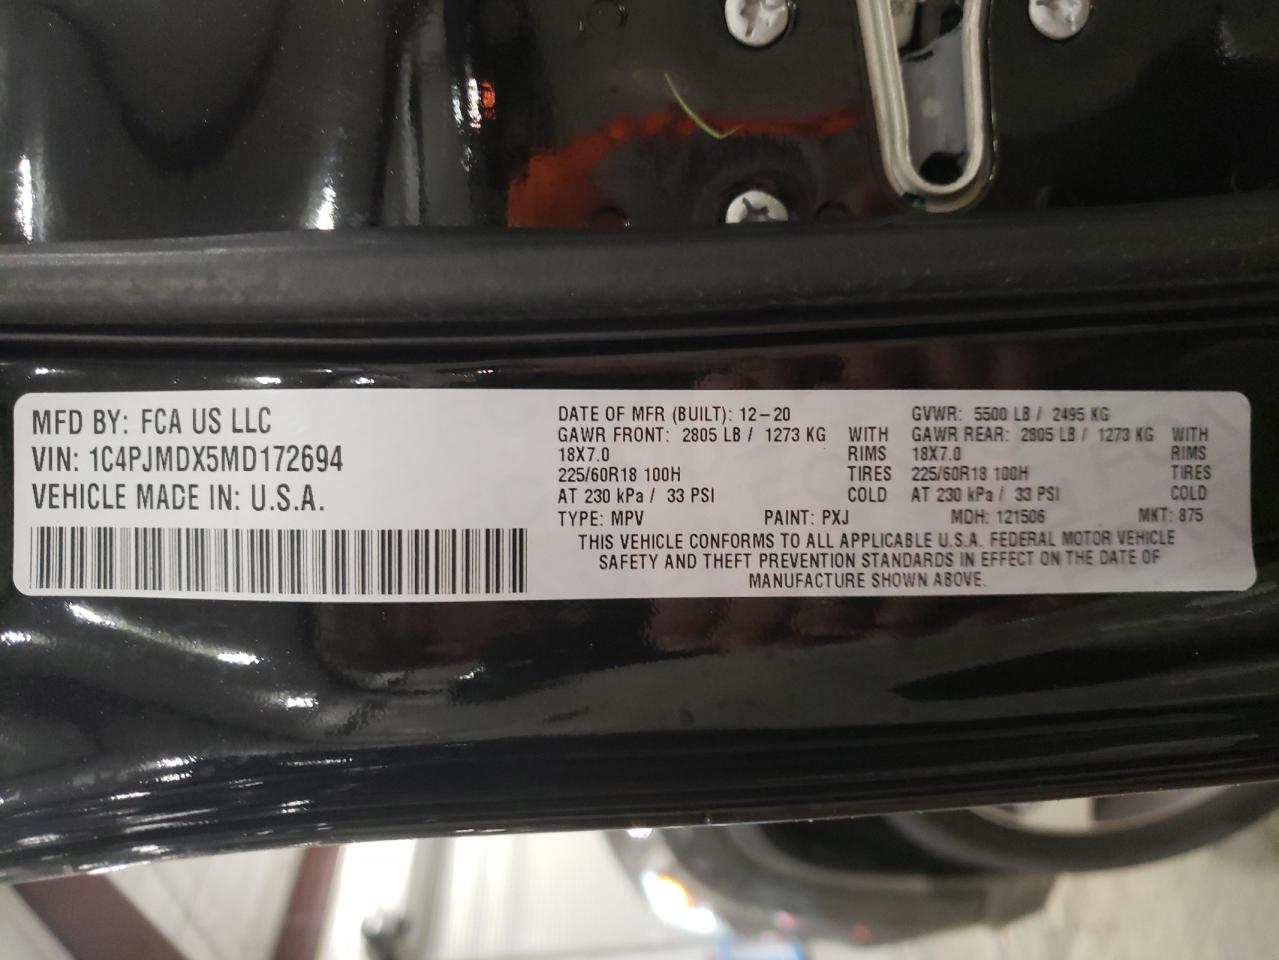 MFD BY: FCA US LLC
VIN: 1C4PJMDX5MD172694
VEHICLE MADE IN: U.S.A.
DATE OF MFR (BUILT): 12-20
GAWR FRONT: 2805 LB / 1273 KG WITH
18X7.0 RIMS
225/60R18 100H TIRES
AT 230 kPa / 33 PSI COLD
GVWR: 5500 LB / 2495 KG
GAWR REAR: 2805 LB / 1273 KG WITH
18X7.0 RIMS
225/60R18 100H TIRES
AT 230 kPa / 33 PSI COLD
TYPE: MPV PAINT: PXJ MDH: 121506 MKT: 875
THIS VEHICLE CONFORMS TO ALL APPLICABLE U.S.A. FEDERAL MOTOR VEHICLE
SAFETY AND THEFT PREVENTION STANDARDS IN EFFECT ON THE DATE OF
MANUFACTURE SHOWN ABOVE.